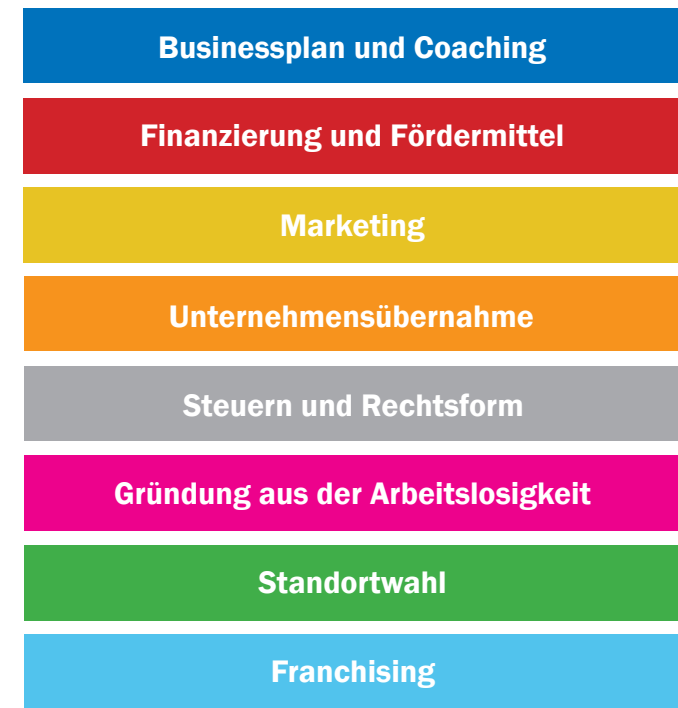 Businessplan und Coaching
Finanzierung und Fördermittel
Marketing
Unternehmensübernahme
Steuern und Rechtsform
Gründung aus der Arbeitslosigkeit
Standortwahl
Franchising